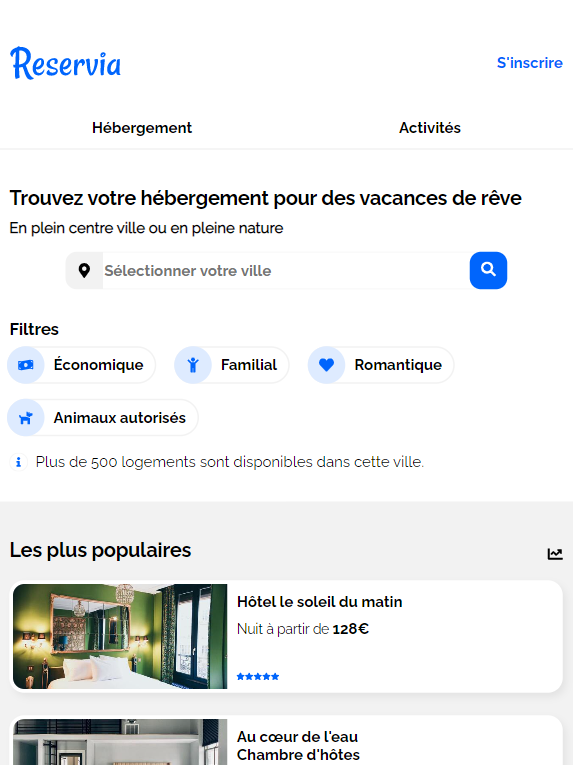 Reservia
S'inscrire
Hébergement
Activités
Trouvez votre hébergement pour des vacances de rêve
En plein centre ville ou en pleine nature
Sélectionner votre ville
Filtres
Économique
Familial
Romantique
Animaux autorisés
Plus de 500 logements sont disponibles dans cette ville.
Les plus populaires
Hôtel le soleil du matin
Nuit à partir de 128€
Au cœur de l'eau
Chambre d'hôtes